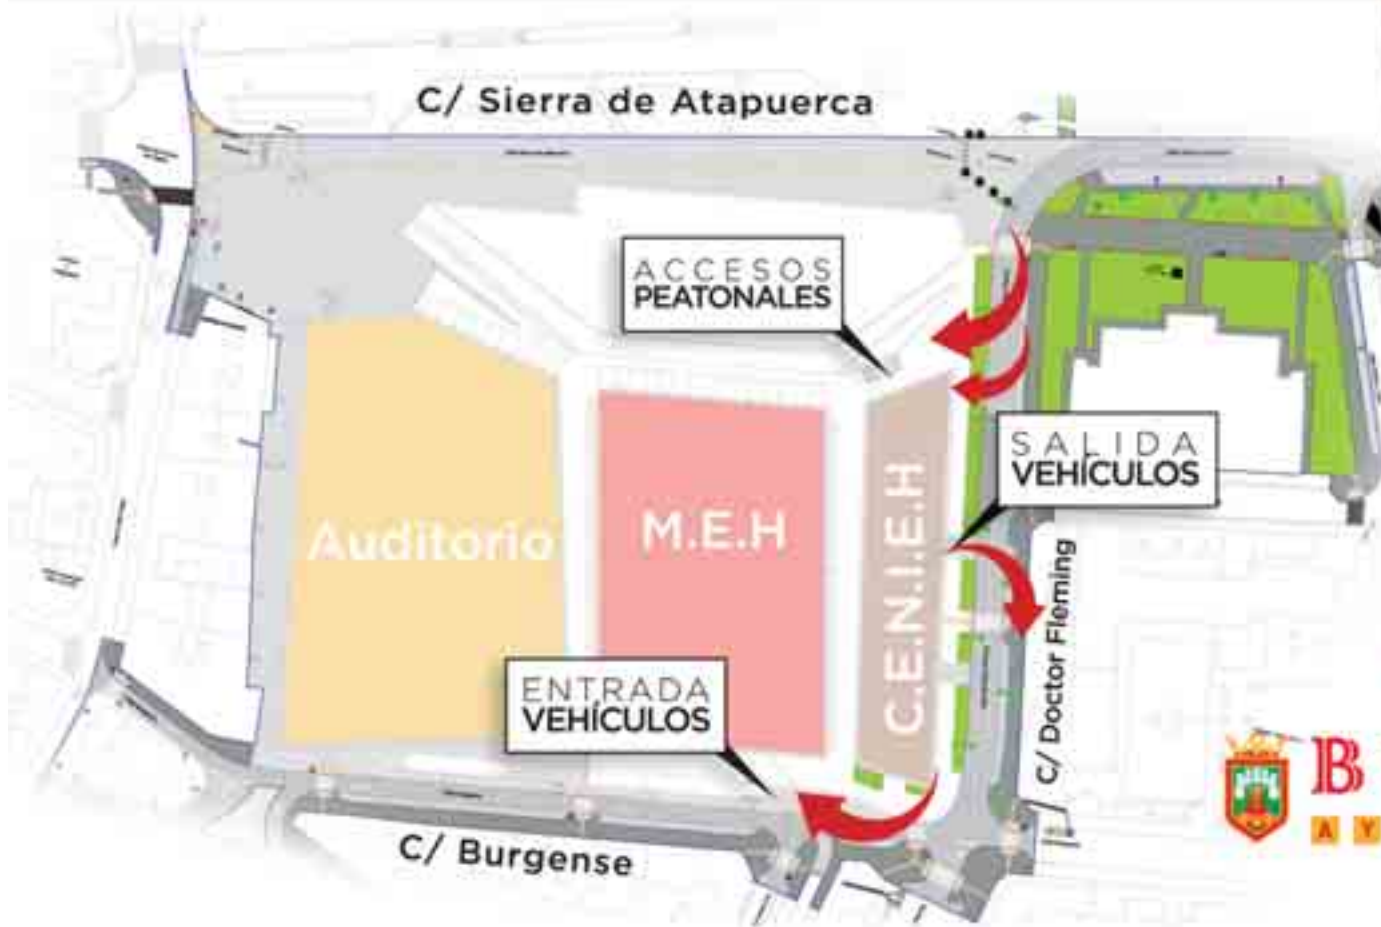 C/ Sierra de Atapuerca
ACCESOS
PEATONALES
SALIDA
VEHÍCULOS
Auditorio
M.E.H
C.E.N.I.E.H
ENTRADA
VEHÍCULOS
C/ Doctor Fleming
C/ Burgense
B
A Y